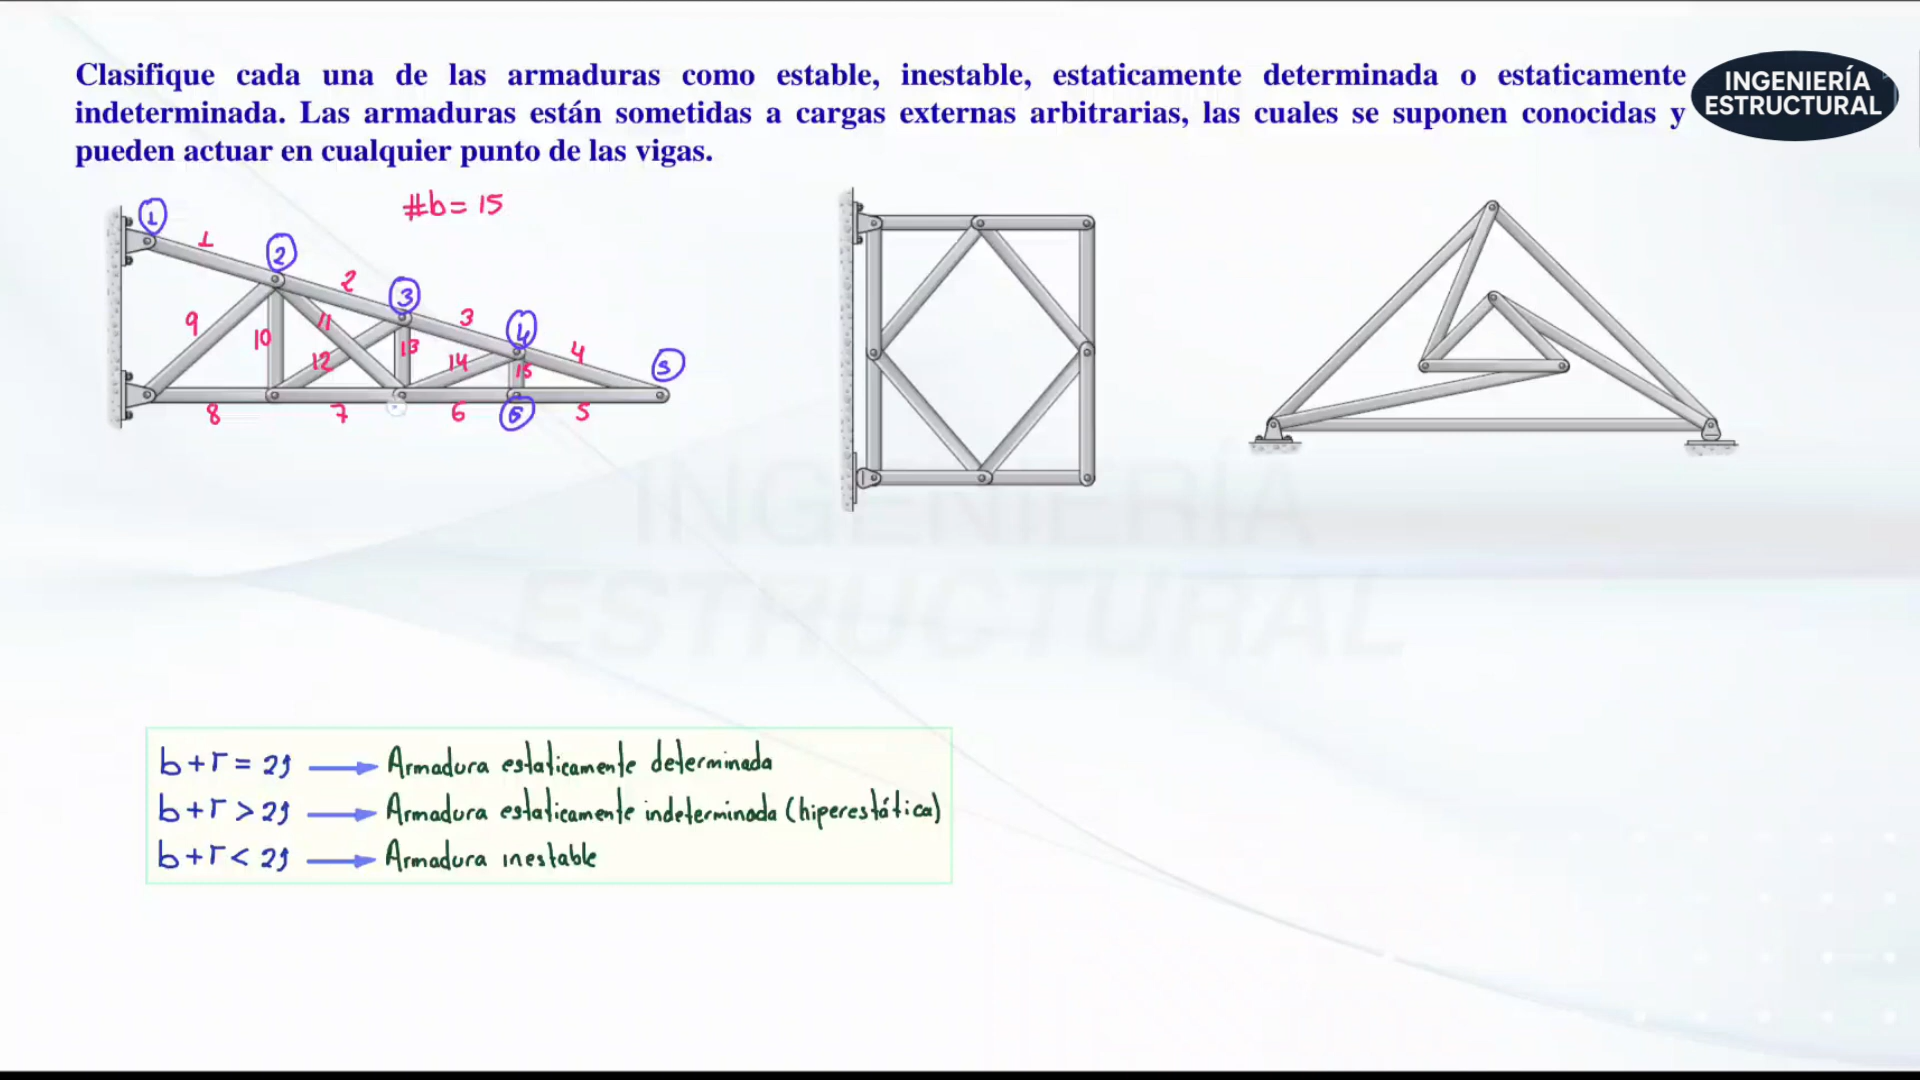 Clasifique cada una de las armaduras como estable, inestable, estaticamente determinada o estaticamente
indeterminada. Las armaduras están sometidas a cargas externas arbitrarias, las cuales se suponen conocidas y
pueden actuar en cualquier punto de las vigas.
INGENIERÍA
ESTRUCTURAL
#b= 15
1
1
2
2
3
3
4
4
5
9
10
11
12
13
14
15
8
7
6
6
5
INGENIERÍA
ESTRUCTURAL
b+r = 2j → Armadura estaticamente determinada
b+r > 2j → Armadura estaticamente indeterminada (hiperestática)
b+r < 2j → Armadura inestable